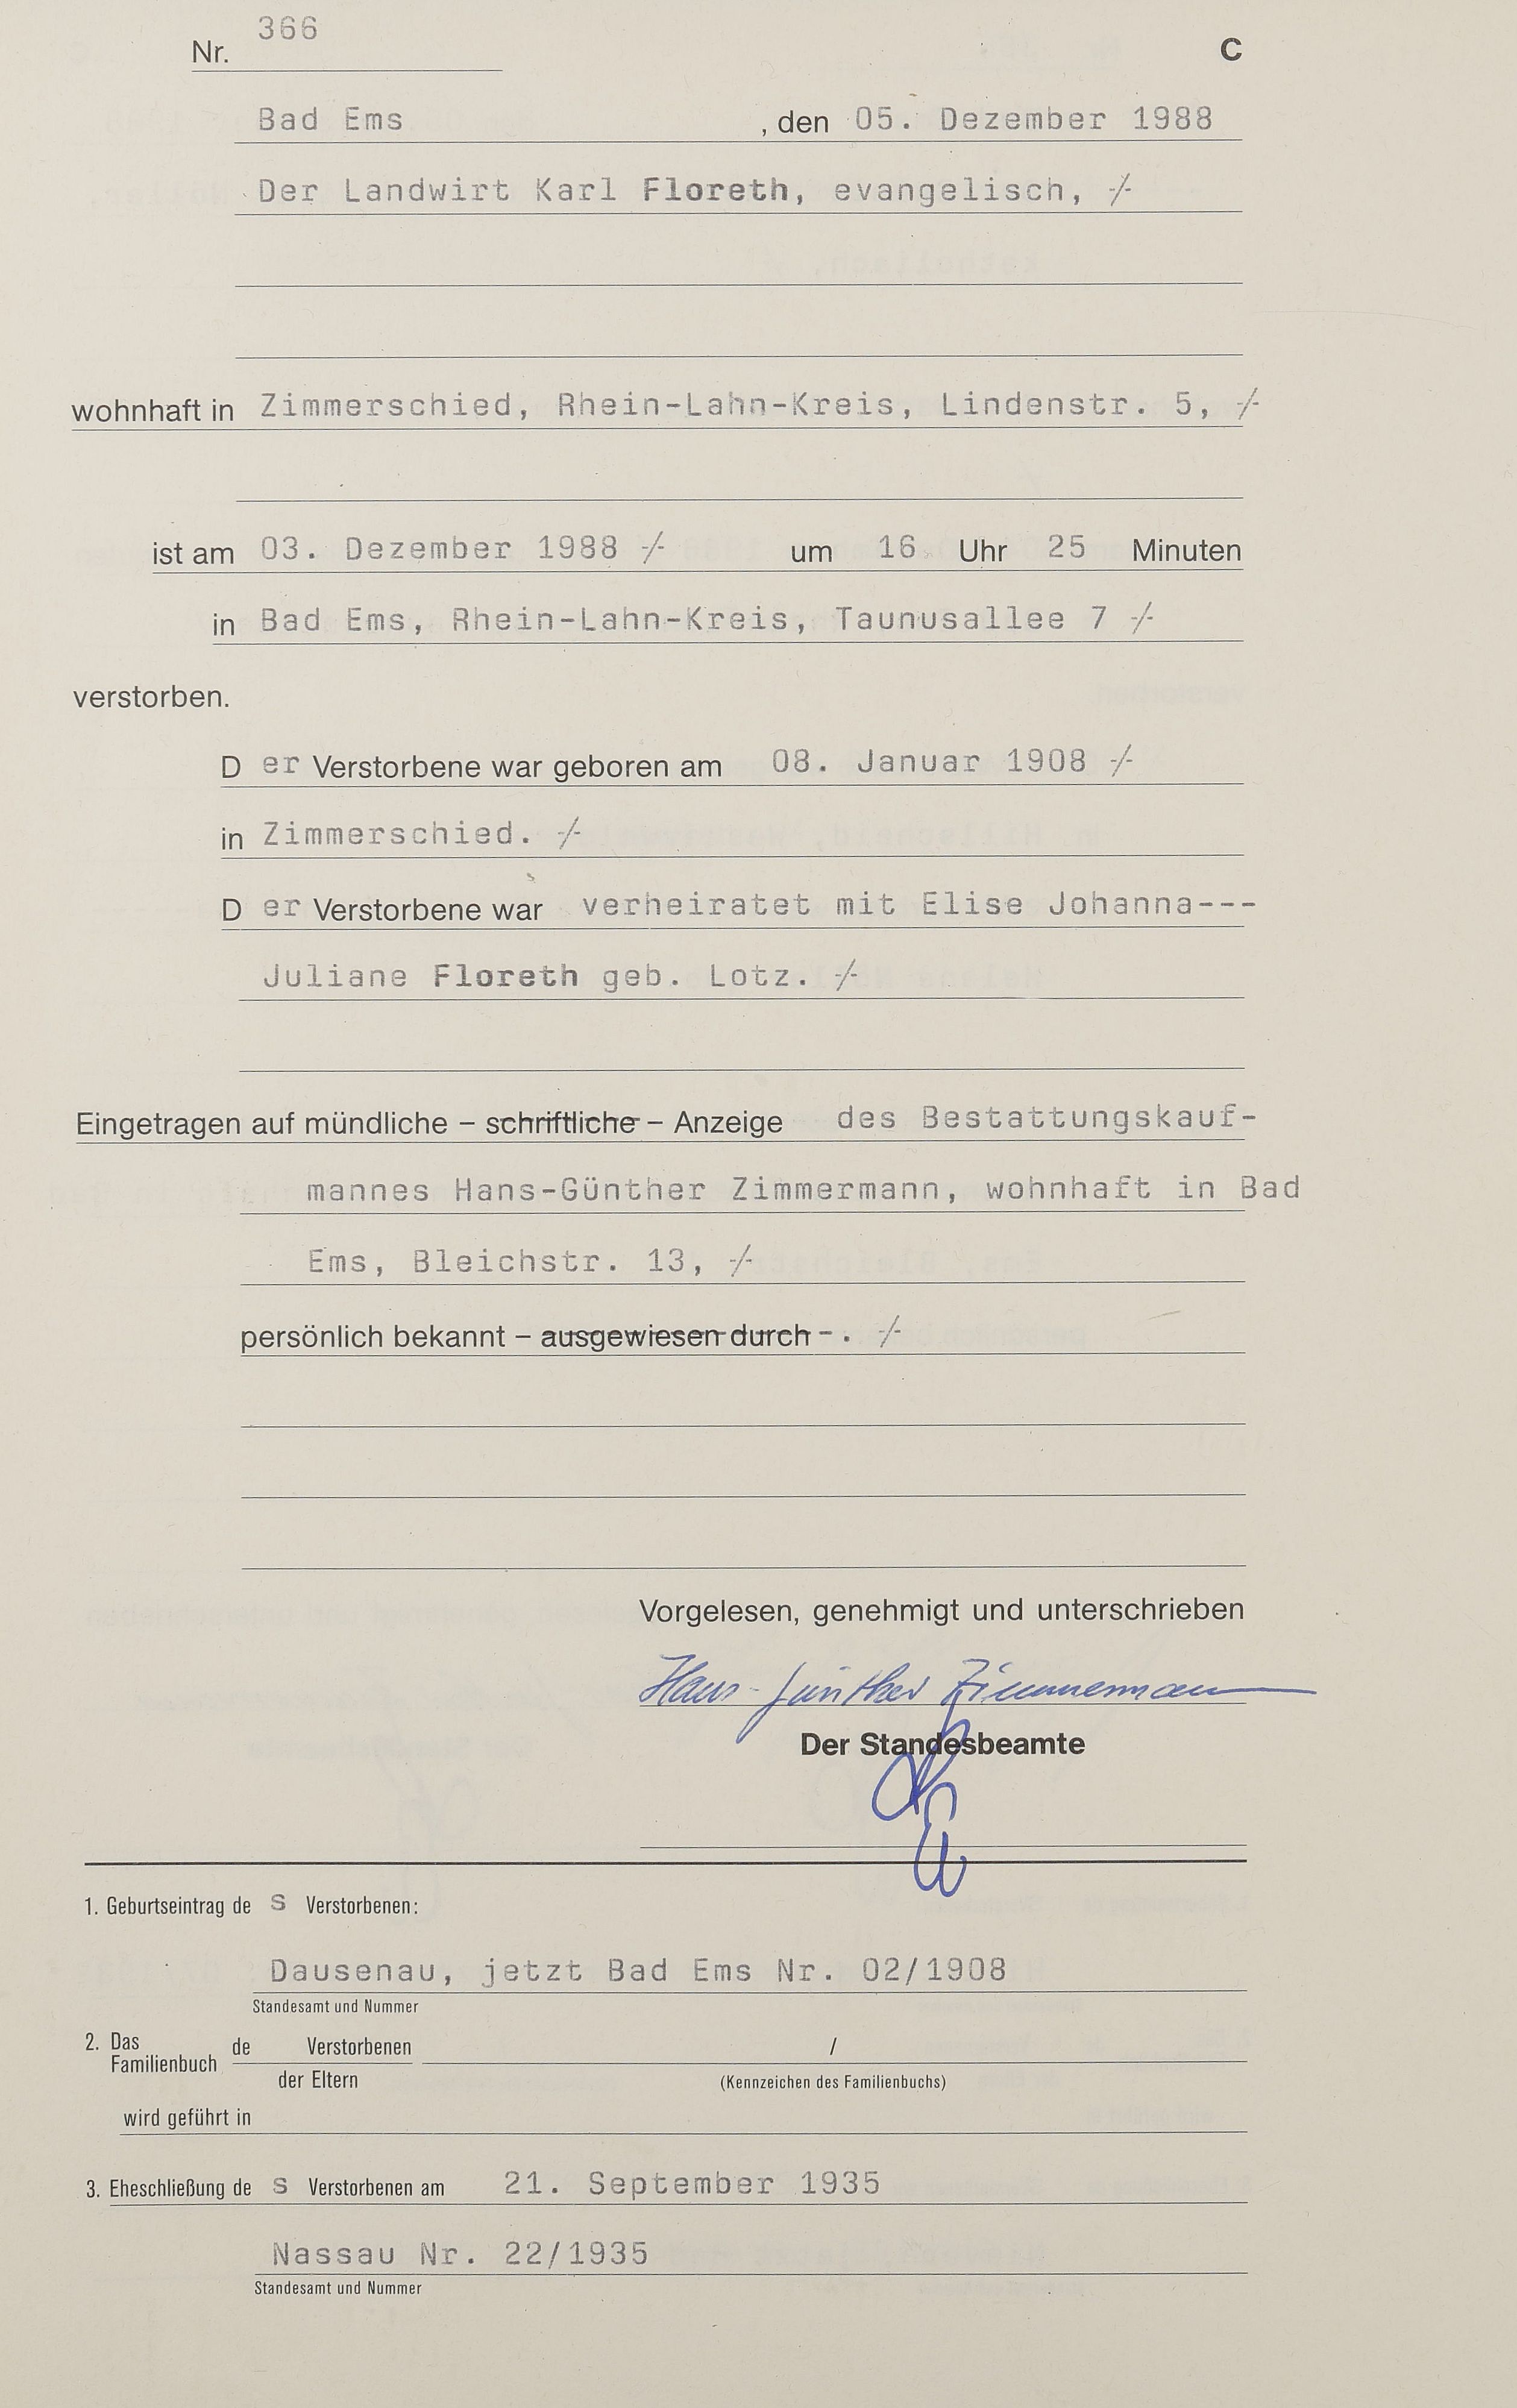 Nr. 366
C
Bad Ems , den 05. Dezember 1988
Der Landwirt Karl Floreth, evangelisch, -/-
wohnhaft in Zimmerschied, Rhein-Lahn-Kreis, Lindenstr. 5, -/-
ist am 03. Dezember 1988 -/- um 16 Uhr 25 Minuten
in Bad Ems, Rhein-Lahn-Kreis, Taunusallee 7 -/-
verstorben.
D er Verstorbene war geboren am 08. Januar 1908 -/-
in Zimmerschied. -/-
D er Verstorbene war verheiratet mit Elise Johanna---
Juliane Floreth geb. Lotz. -/-
Eingetragen auf mündliche – schriftliche – Anzeige des Bestattungskauf-
mannes Hans-Günther Zimmermann, wohnhaft in Bad
Ems, Bleichstr. 13, -/-
persönlich bekannt – ausgewiesen durch - . -/-
Vorgelesen, genehmigt und unterschrieben
Hans-Günther Zimmermann
Der Standesbeamte
1. Geburtseintrag de s Verstorbenen:
Dausenau, jetzt Bad Ems Nr. 02/1908
Standesamt und Nummer
2. Das Familienbuch de Verstorbenen /
der Eltern (Kennzeichen des Familienbuchs)
wird geführt in
3. Eheschließung de s Verstorbenen am 21. September 1935
Nassau Nr. 22/1935
Standesamt und Nummer